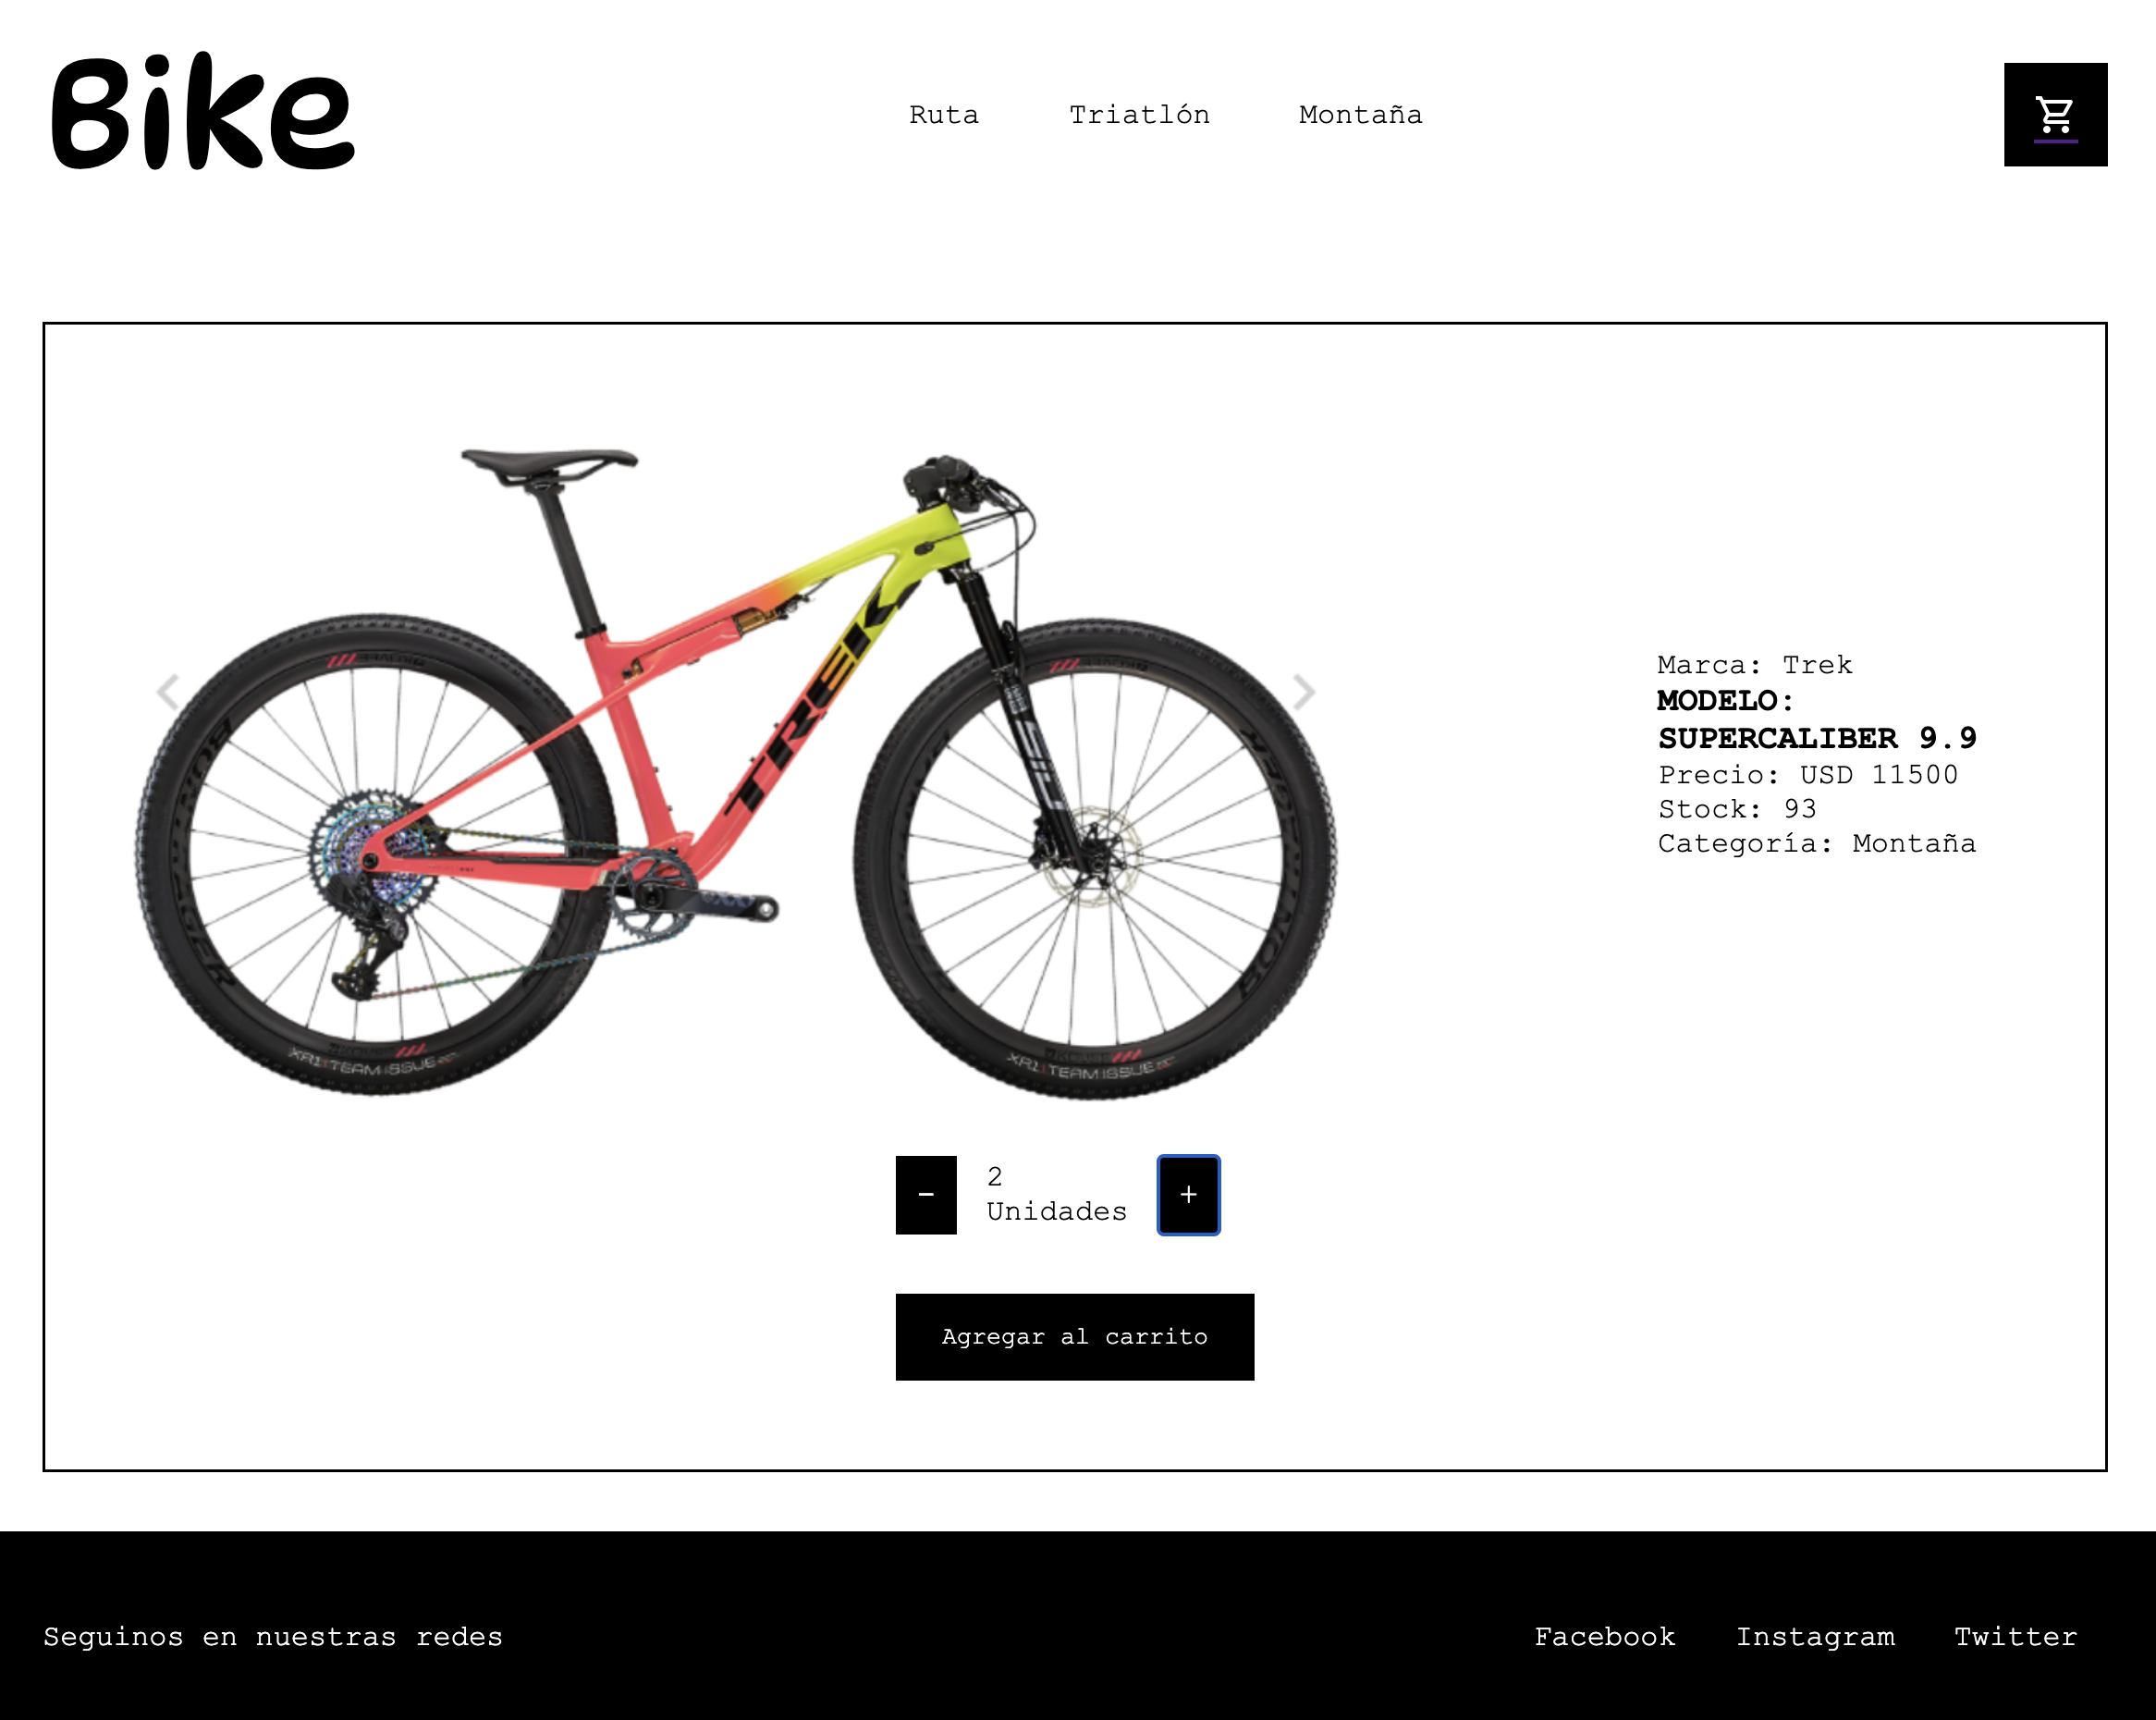 Bike
Ruta Triatlón Montaña
TREK
XR1 TEAM ISSUE
XR1 TEAM ISSUE
Marca: Trek
MODELO:
SUPERCALIBER 9.9
Precio: USD 11500
Stock: 93
Categoría: Montaña
-
2
Unidades
+
Agregar al carrito
Seguinos en nuestras redes
Facebook Instagram Twitter